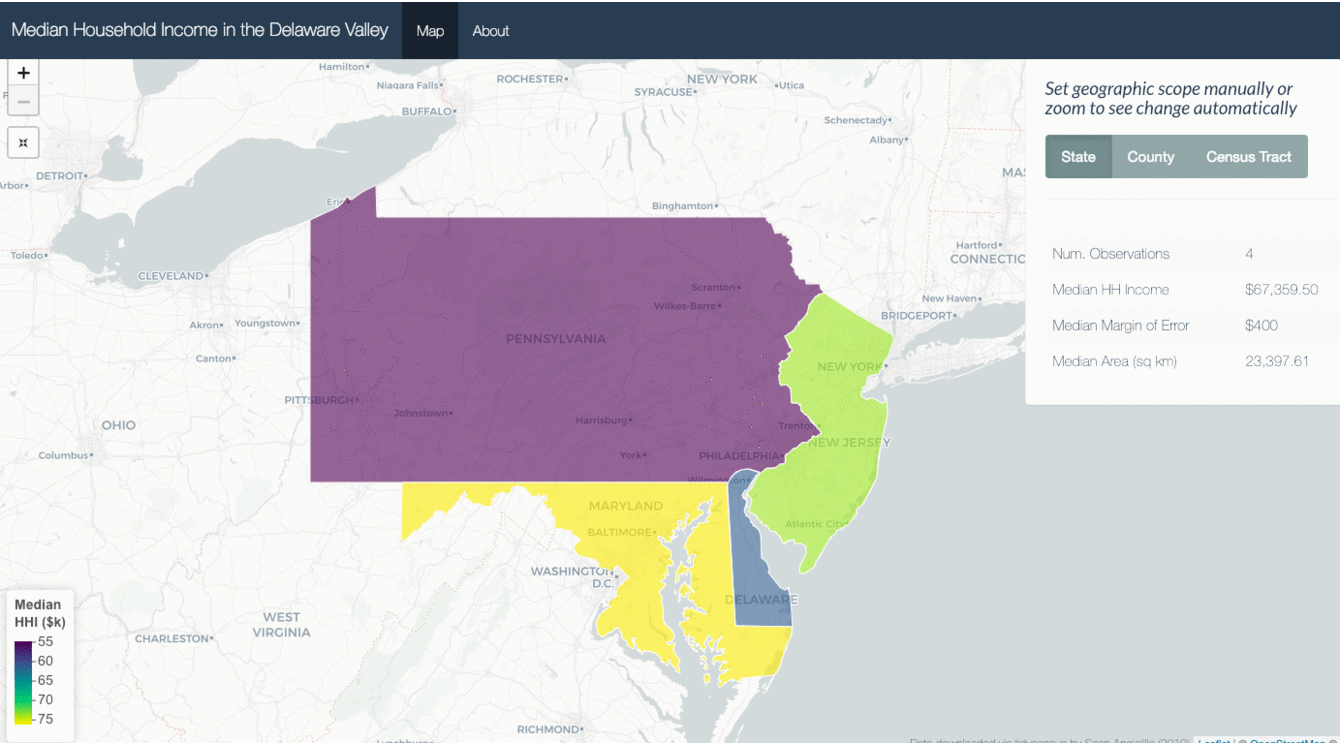 Median Household Income in the Delaware Valley Map About
+
−
Set geographic scope manually or
zoom to see change automatically
State County Census Tract
Num. Observations 4
Median HH Income $67,359.50
Median Margin of Error $400
Median Area (sq km) 23,397.61
Hamilton
Niagara Falls
ROCHESTER
NEW YORK
SYRACUSE
Utica
BUFFALO
Schenectady
Albany
DETROIT
Arbor
MAS
Erie
Binghamton
Toledo
Hartford
CONNECTIC
CLEVELAND
Scranton
New Haven
Wilkes-Barre
BRIDGEPORT
Akron
Youngstown
PENNSYLVANIA
Canton
NEW YORK
PITTSBURGH
Johnstown
Harrisburg
Trenton
OHIO
NEW JERSEY
Columbus
York
PHILADELPHIA
Wilmington
MARYLAND
Atlantic City
BALTIMORE
WASHINGTON
D.C.
DELAWARE
WEST
VIRGINIA
CHARLESTON
RICHMOND
Lynchburg
Median
HHI ($k)
55
60
65
70
75
Data downloaded via tidycensus by Sean Angiolillo (2019) Leaflet | © OpenStreetMap ©